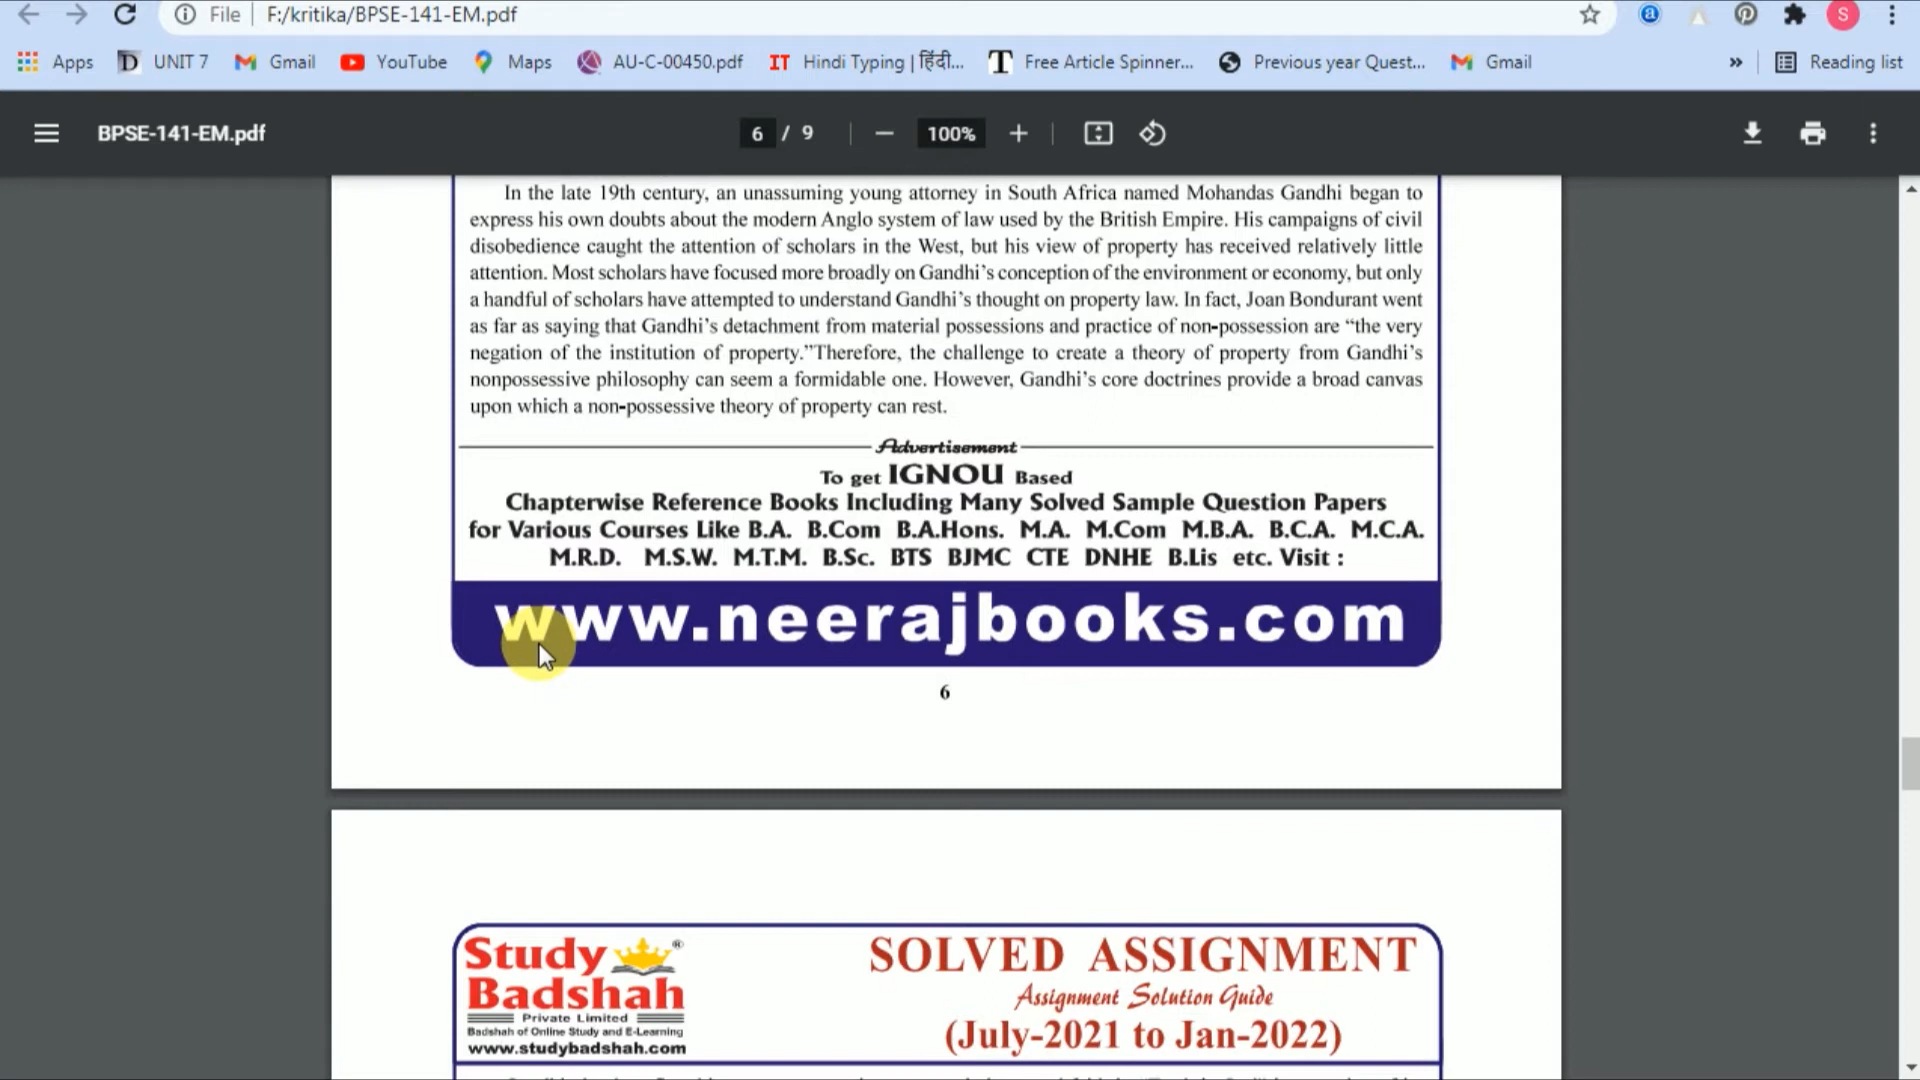 File F:/kritika/BPSE-141-EM.pdf S
Apps D UNIT 7 Gmail YouTube Maps AU-C-00450.pdf IT Hindi Typing | हिंदी... T Free Article Spinner... Previous year Quest... Gmail » Reading list
BPSE-141-EM.pdf 6 / 9 100%
In the late 19th century, an unassuming young attorney in South Africa named Mohandas Gandhi began to
express his own doubts about the modern Anglo system of law used by the British Empire. His campaigns of civil
disobedience caught the attention of scholars in the West, but his view of property has received relatively little
attention. Most scholars have focused more broadly on Gandhi's conception of the environment or economy, but only
a handful of scholars have attempted to understand Gandhi's thought on property law. In fact, Joan Bondurant went
as far as saying that Gandhi's detachment from material possessions and practice of non-possession are “the very
negation of the institution of property.”Therefore, the challenge to create a theory of property from Gandhi's
nonpossessive philosophy can seem a formidable one. However, Gandhi's core doctrines provide a broad canvas
upon which a non-possessive theory of property can rest.
Advertisement
To get IGNOU Based
Chapterwise Reference Books Including Many Solved Sample Question Papers
for Various Courses Like B.A. B.Com B.A.Hons. M.A. M.Com M.B.A. B.C.A. M.C.A.
M.R.D. M.S.W. M.T.M. B.Sc. BTS BJMC CTE DNHE B.Lis etc. Visit :
www.neerajbooks.com
6
Study Badshah ®
Private Limited
Badshah of Online Study and E-Learning
www.studybadshah.com
SOLVED ASSIGNMENT
Assignment Solution Guide
(July-2021 to Jan-2022)